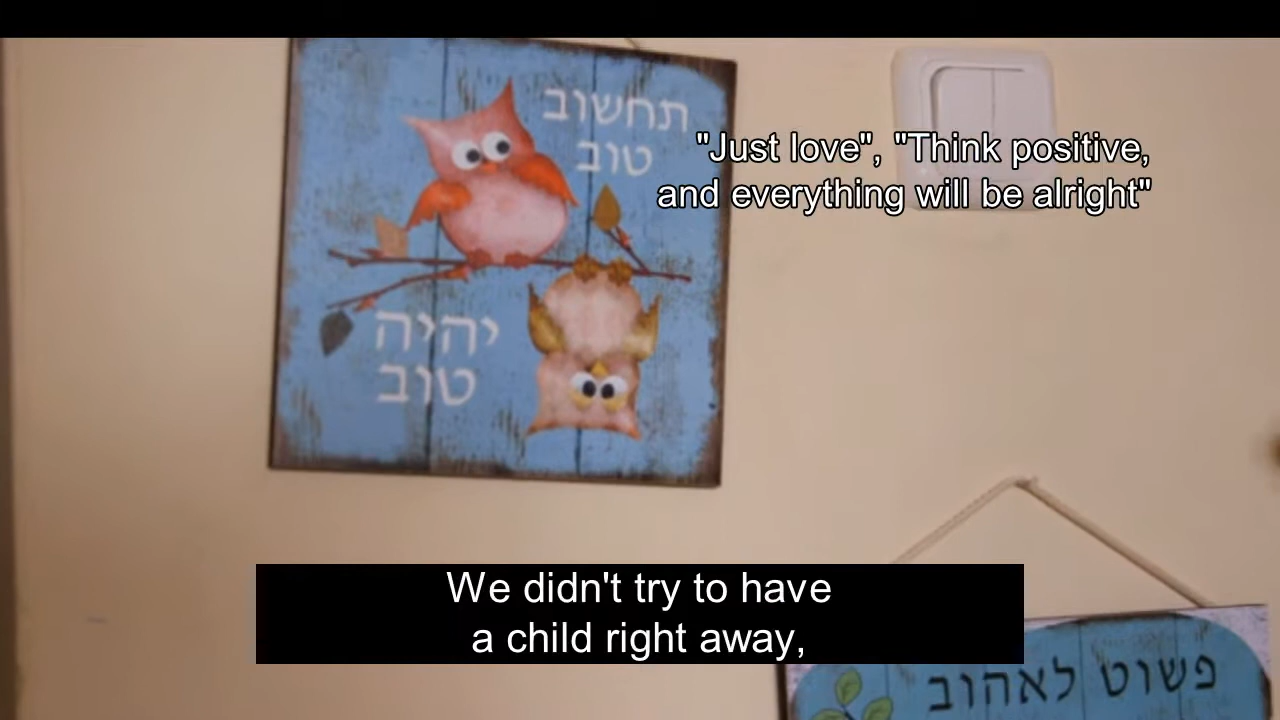 תחשוב
טוב
"Just love", "Think positive,
and everything will be alright"
יהיה
טוב
We didn't try to have
a child right away,
פשוט לאהוב